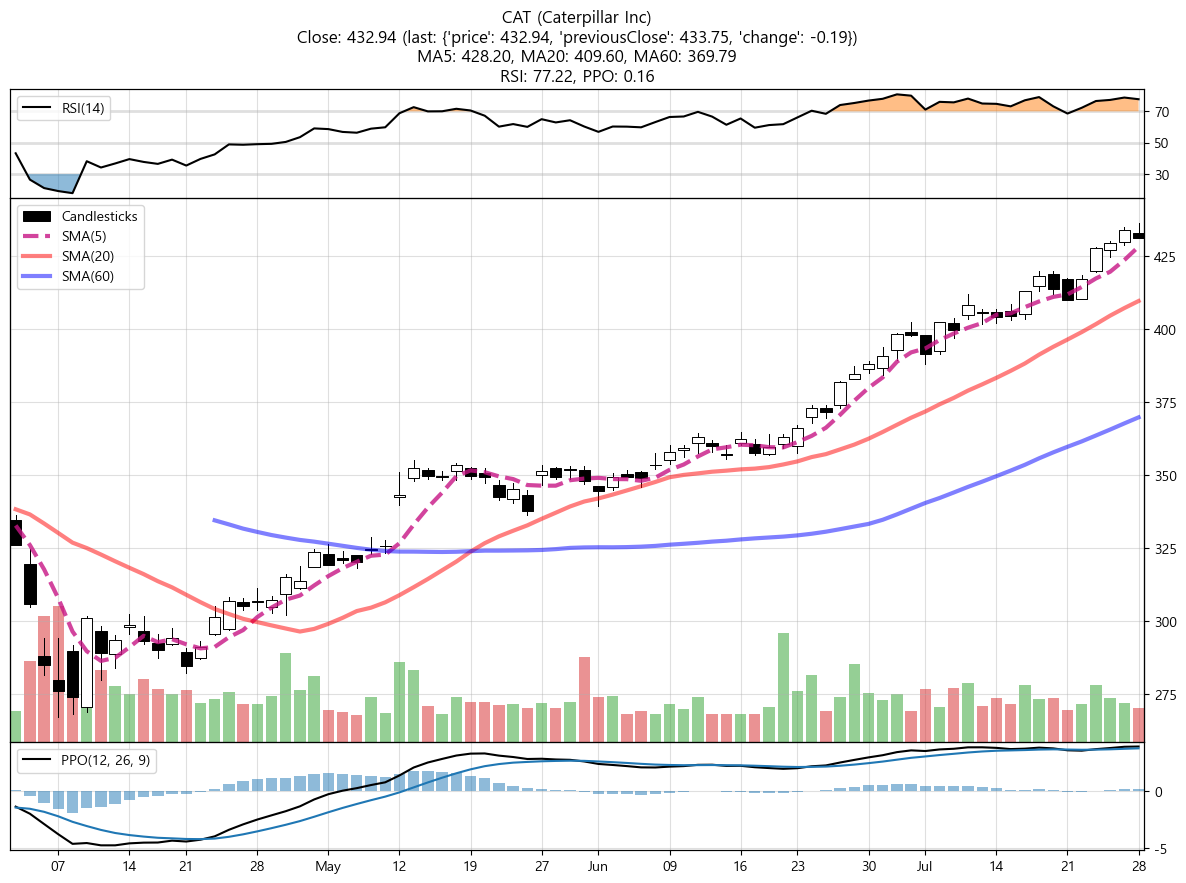 CAT (Caterpillar Inc)
Close: 432.94 (last: {'price': 432.94, 'previousClose': 433.75, 'change': -0.19})
MA5: 428.20, MA20: 409.60, MA60: 369.79
RSI: 77.22, PPO: 0.16
RSI(14)
70
50
30
Candlesticks
SMA(5)
SMA(20)
SMA(60)
425
400
375
350
325
300
275
PPO(12, 26, 9)
0
-5
07 14 21 28 May 12 19 27 Jun 09 16 23 30 Jul 14 21 28